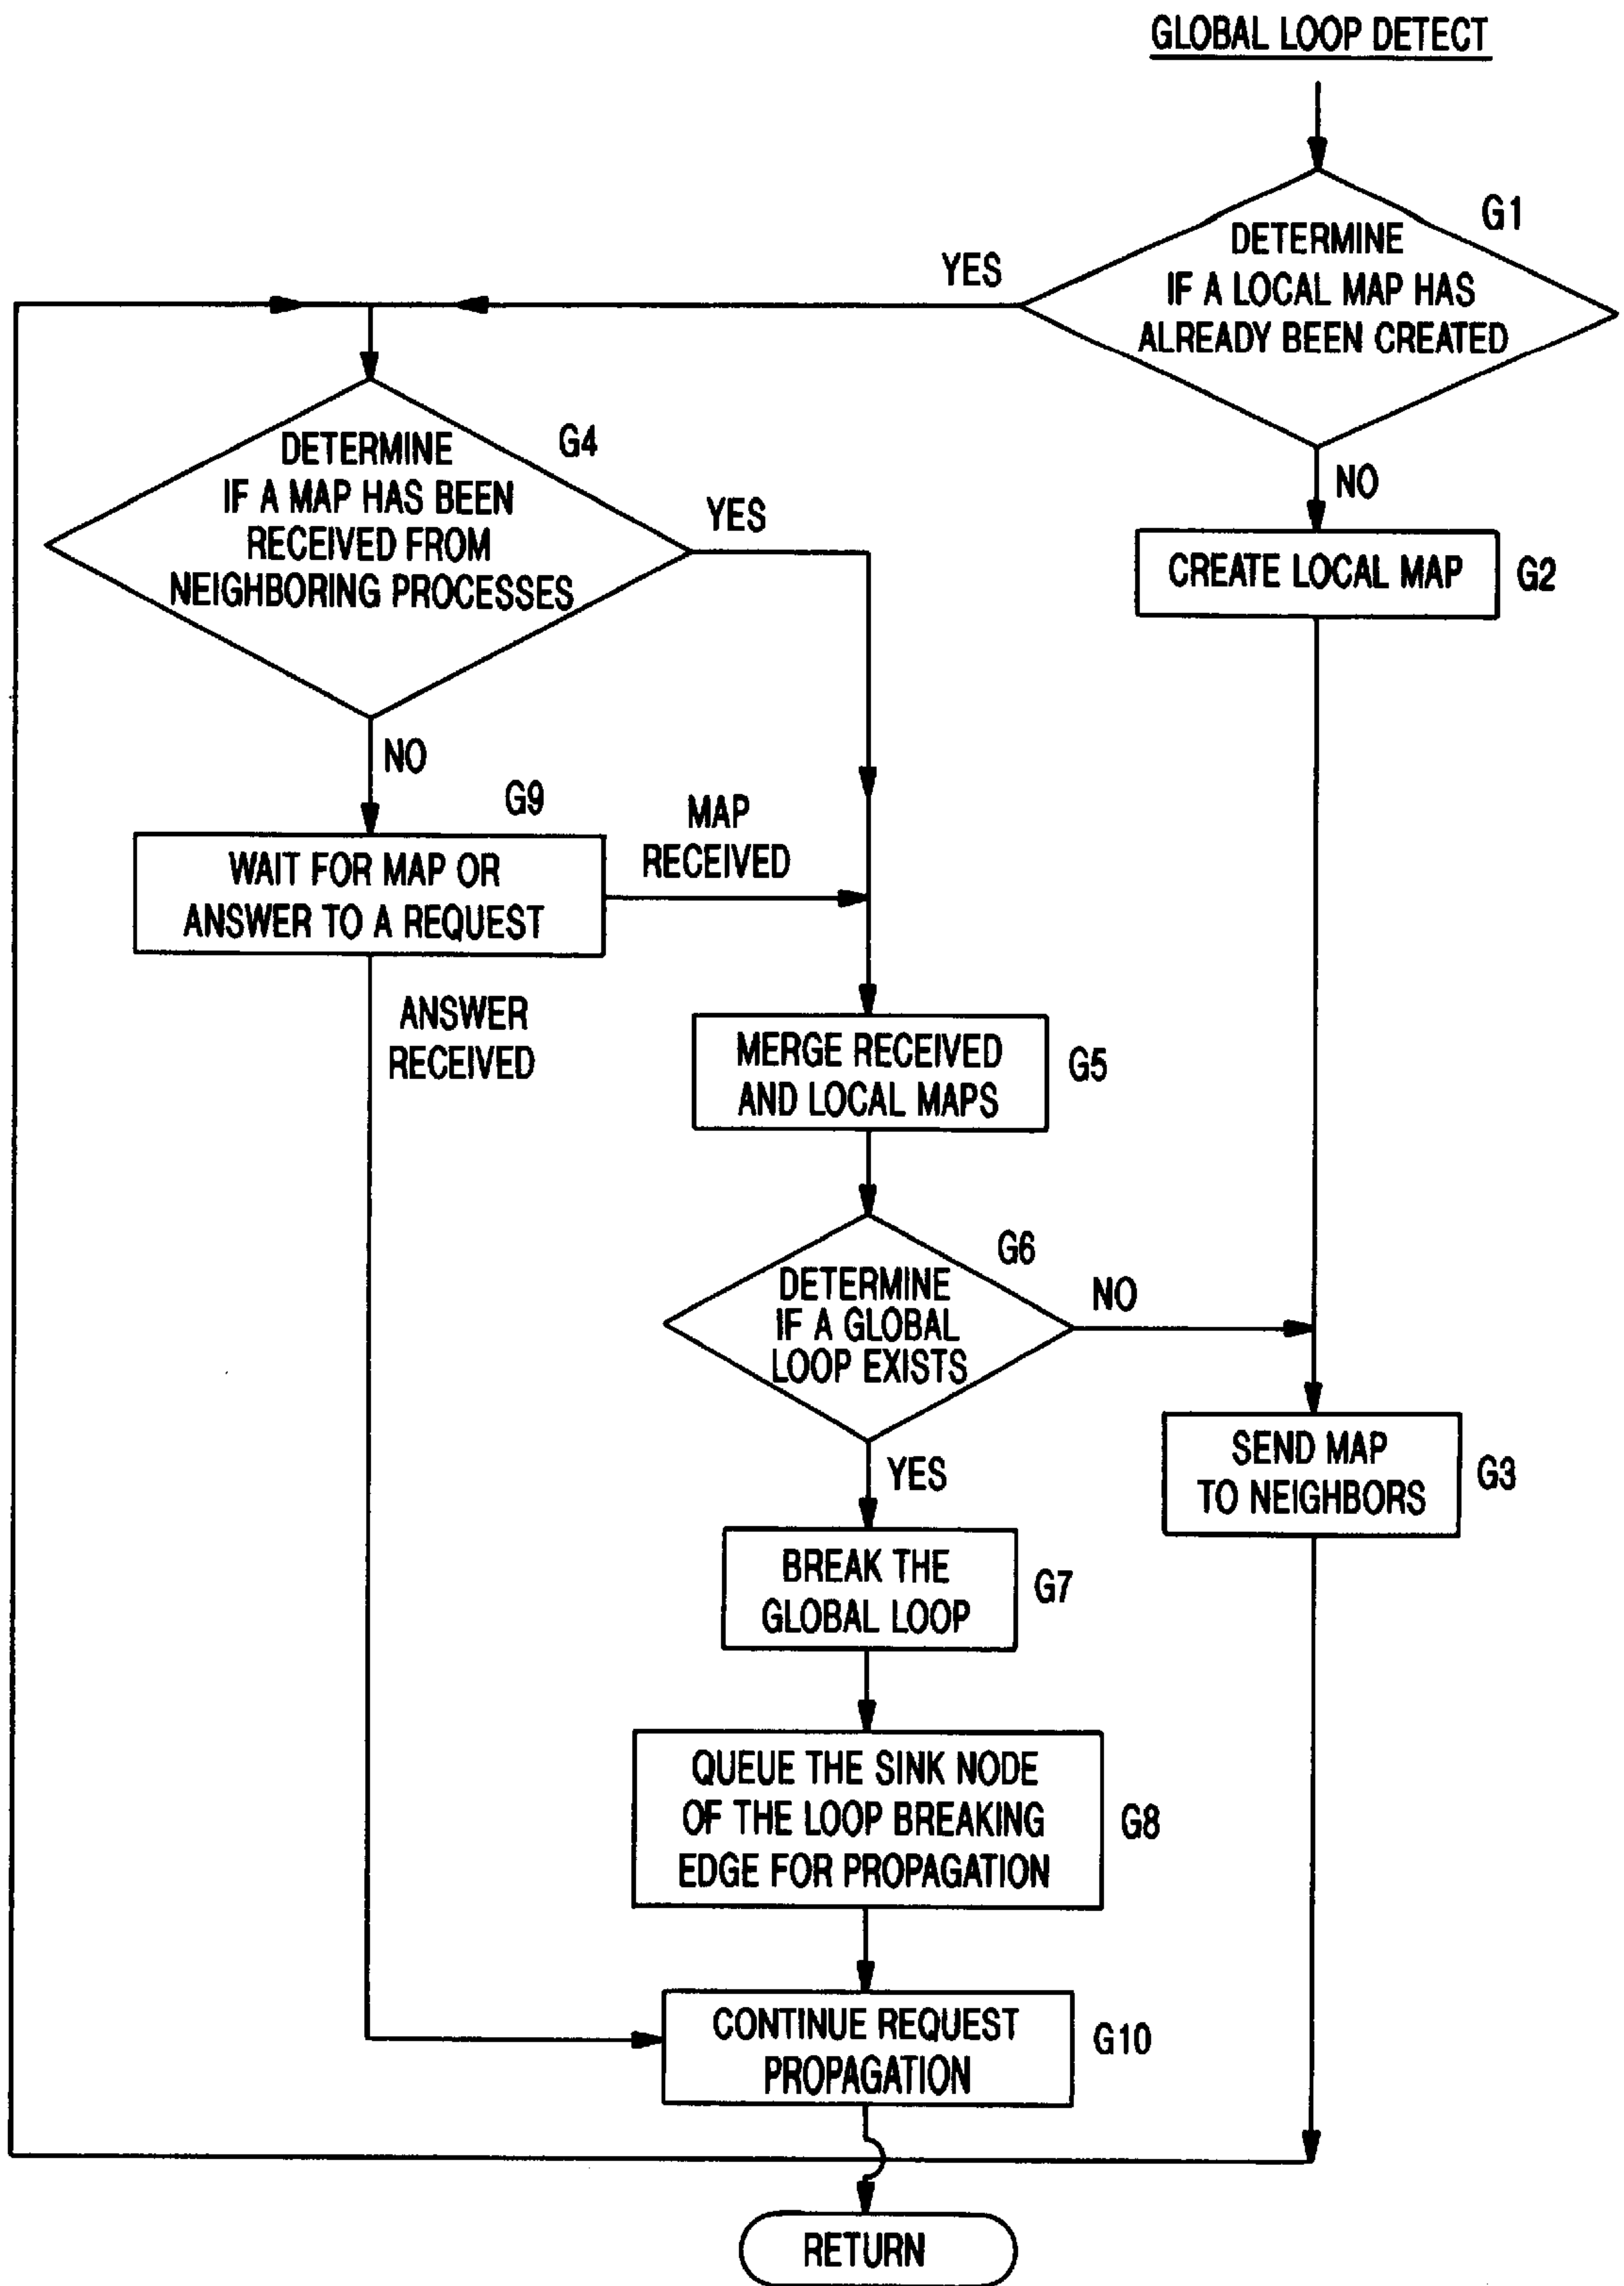 GLOBAL LOOP DETECT
G1
DETERMINE
IF A LOCAL MAP HAS
ALREADY BEEN CREATED
YES
NO
CREATE LOCAL MAP
G2
G4
DETERMINE
IF A MAP HAS BEEN
RECEIVED FROM
NEIGHBORING PROCESSES
YES
NO
G9
WAIT FOR MAP OR
ANSWER TO A REQUEST
MAP
RECEIVED
ANSWER
RECEIVED
MERGE RECEIVED
AND LOCAL MAPS
G5
G6
DETERMINE
IF A GLOBAL
LOOP EXISTS
NO
YES
SEND MAP
TO NEIGHBORS
G3
BREAK THE
GLOBAL LOOP
G7
QUEUE THE SINK NODE
OF THE LOOP BREAKING
EDGE FOR PROPAGATION
G8
CONTINUE REQUEST
PROPAGATION
G10
RETURN